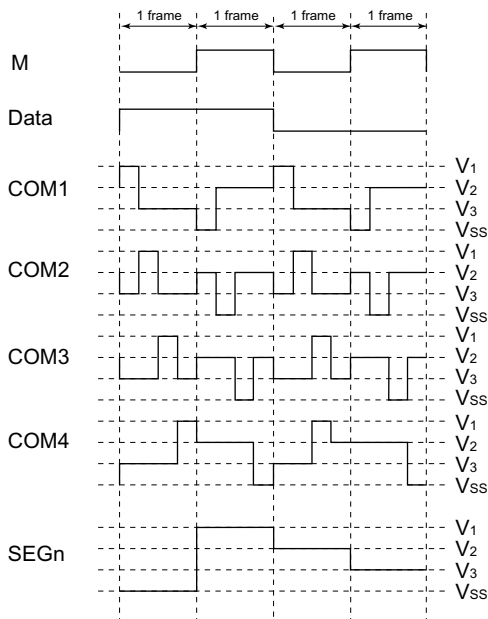 1 frame 1 frame 1 frame 1 frame
M
Data
V1
COM1 V2
V3
VSS
V1
COM2 V2
V3
VSS
V1
COM3 V2
V3
VSS
V1
COM4 V2
V3
VSS
V1
SEGn V2
V3
VSS